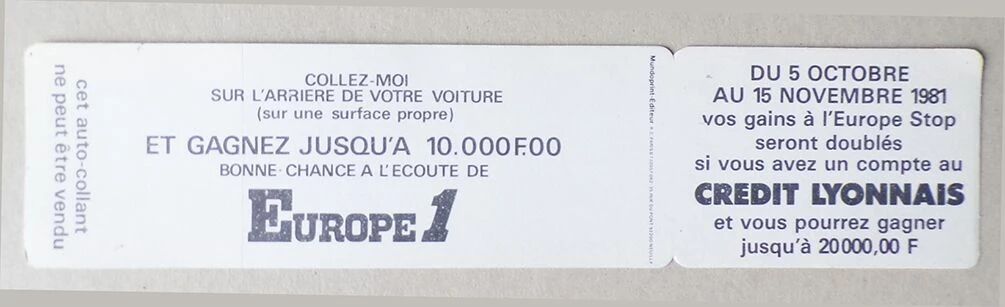 cet auto-collant
ne peut être vendu
COLLEZ-MOI
SUR L'ARRIERE DE VOTRE VOITURE
(sur une surface propre)
ET GAGNEZ JUSQU'A 10.000F.00
BONNE-CHANCE A L'ECOUTE DE
EUROPE 1
Mundoprint-Editeur
DU 5 OCTOBRE
AU 15 NOVEMBRE 1981
vos gains à l'Europe Stop
seront doublés
si vous avez un compte au
CREDIT LYONNAIS
et vous pourrez gagner
jusqu'à 20000,00 F